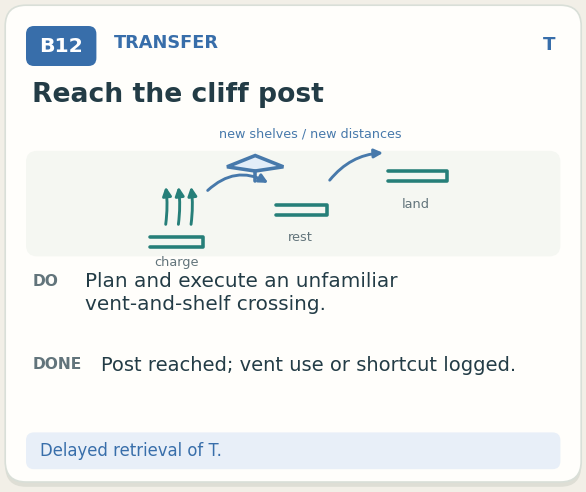 B12 TRANSFER T
Reach the cliff post
new shelves / new distances
land
rest
charge
DO Plan and execute an unfamiliar
vent-and-shelf crossing.
DONE Post reached; vent use or shortcut logged.
Delayed retrieval of T.